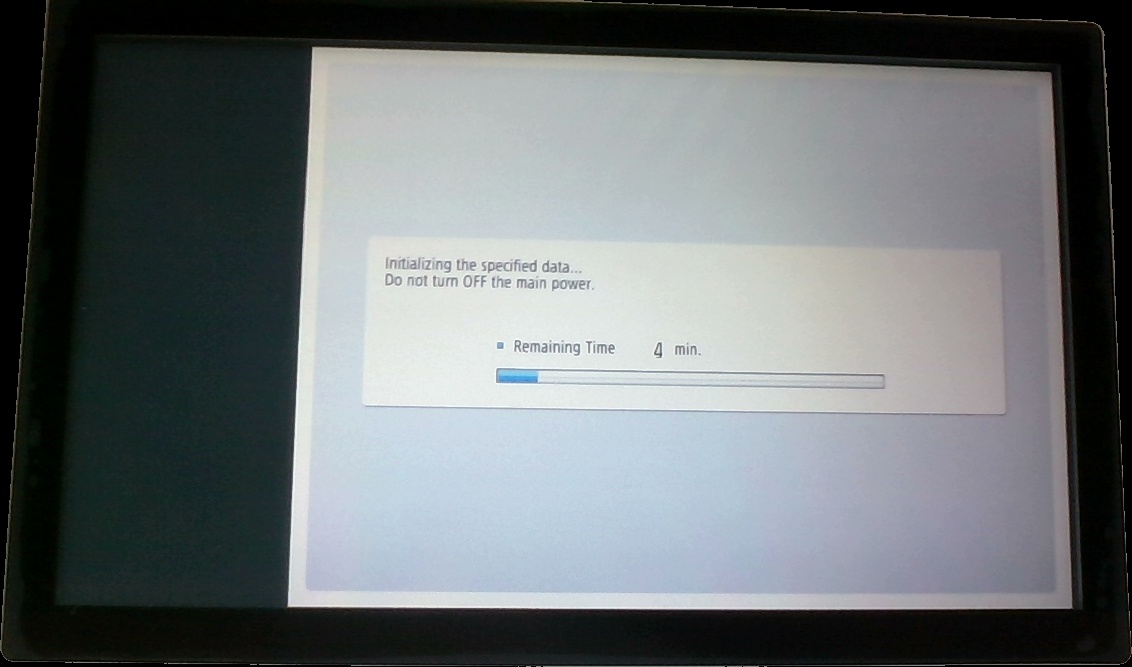 Initializing the specified data...
Do not turn OFF the main power.
Remaining Time 4 min.